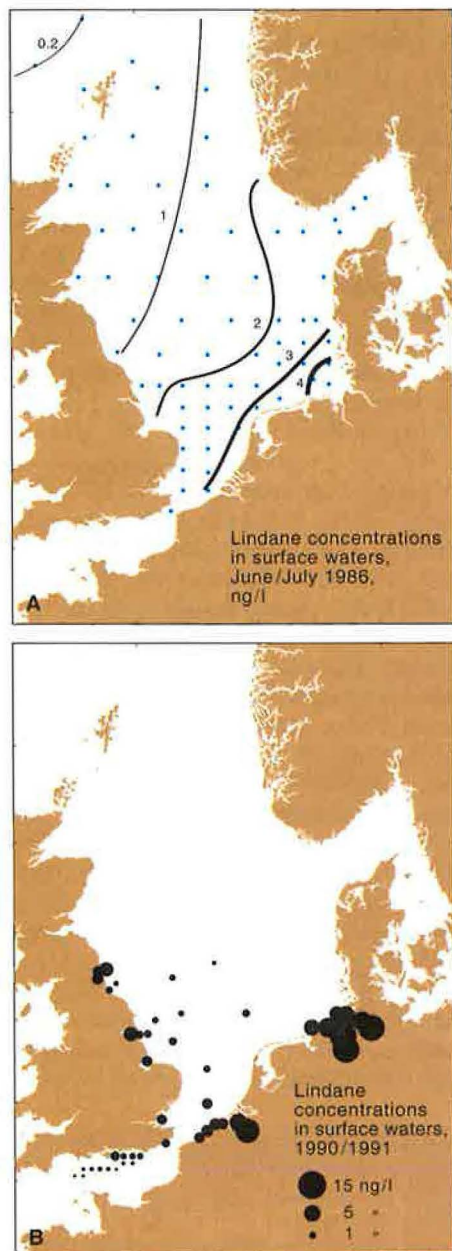 0.2
1
2
3
4
Lindane concentrations
in surface waters,
June/July 1986,
ng/l
A
Lindane
concentrations
in surface waters,
1990/1991
15 ng/l
5 "
1 "
B